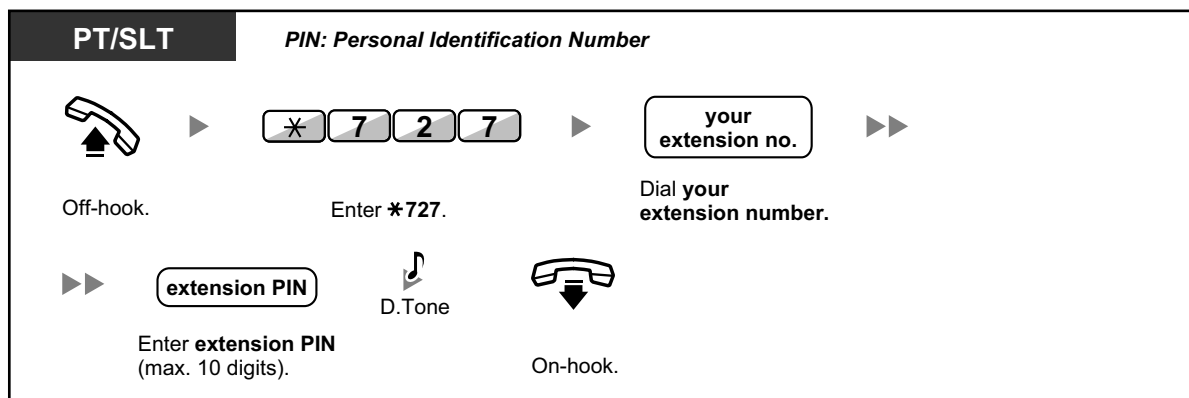 PT/SLT PIN: Personal Identification Number
* 7 2 7
your
extension no.
Off-hook.
Enter *727.
Dial your
extension number.
extension PIN
D.Tone
Enter extension PIN
(max. 10 digits).
On-hook.